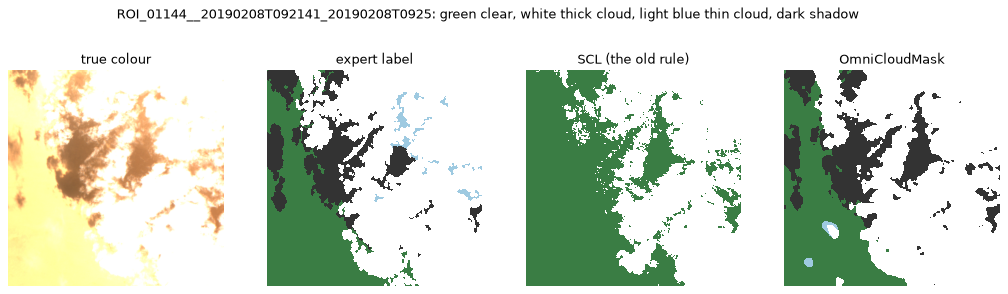 ROI_01144__20190208T092141_20190208T0925: green clear, white thick cloud, light blue thin cloud, dark shadow
true colour
expert label
SCL (the old rule)
OmniCloudMask